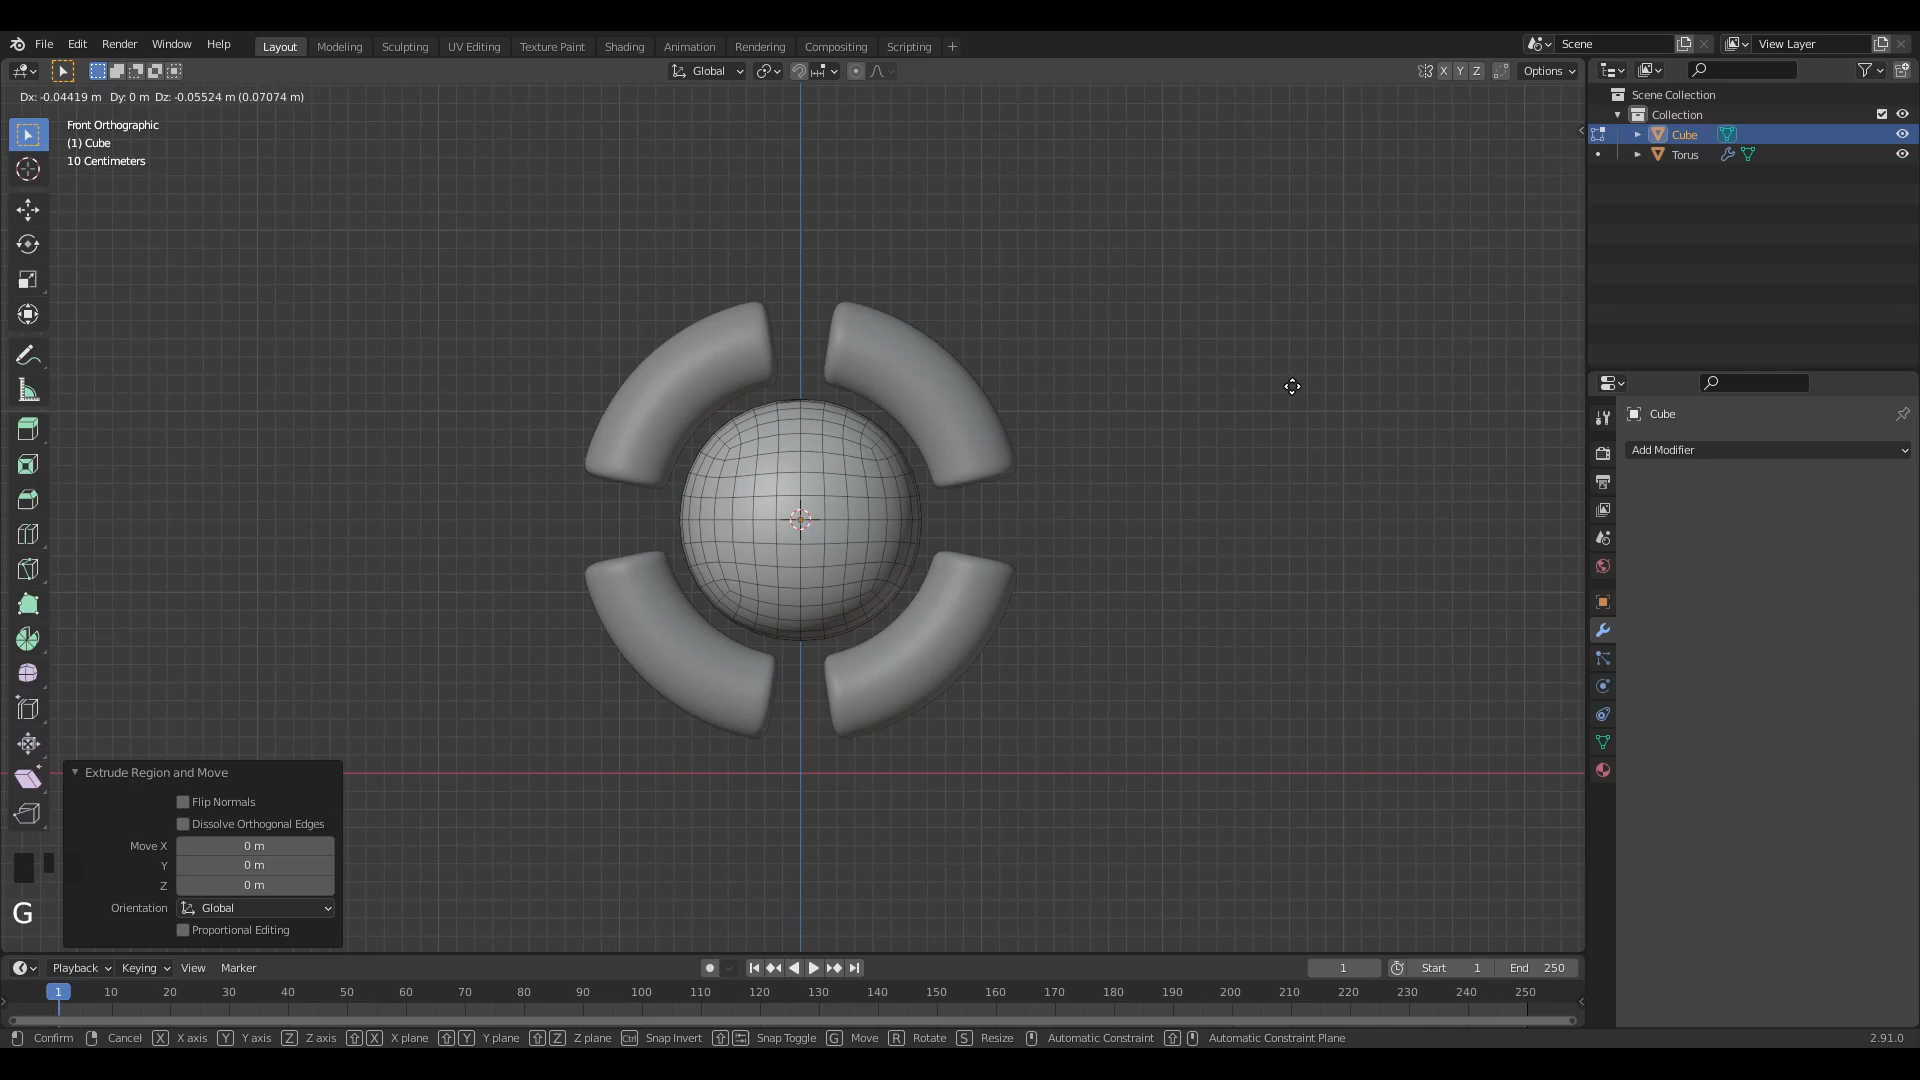 File Edit Render Window Help Layout Modeling Sculpting UV Editing Texture Paint Shading Animation Rendering Compositing Scripting + Scene View Layer
Global X Y Z Options
Dx: -0.04419 m Dy: 0 m Dz: -0.05524 m (0.07074 m)
Front Orthographic
(1) Cube
10 Centimeters
Scene Collection
Collection
Cube
Torus
Cube
Add Modifier
Extrude Region and Move
Flip Normals
Dissolve Orthogonal Edges
Move X 0 m
Y 0 m
Z 0 m
Orientation Global
Proportional Editing
G
Playback Keying View Marker 1 Start 1 End 250
1 10 20 30 40 50 60 70 80 90 100 110 120 130 140 150 160 170 180 190 200 210 220 230 240 250
Confirm Cancel X X axis Y Y axis Z Z axis X X plane Y Y plane Z Z plane Ctrl Snap Invert Snap Toggle G Move R Rotate S Resize Automatic Constraint Automatic Constraint Plane 2.91.0